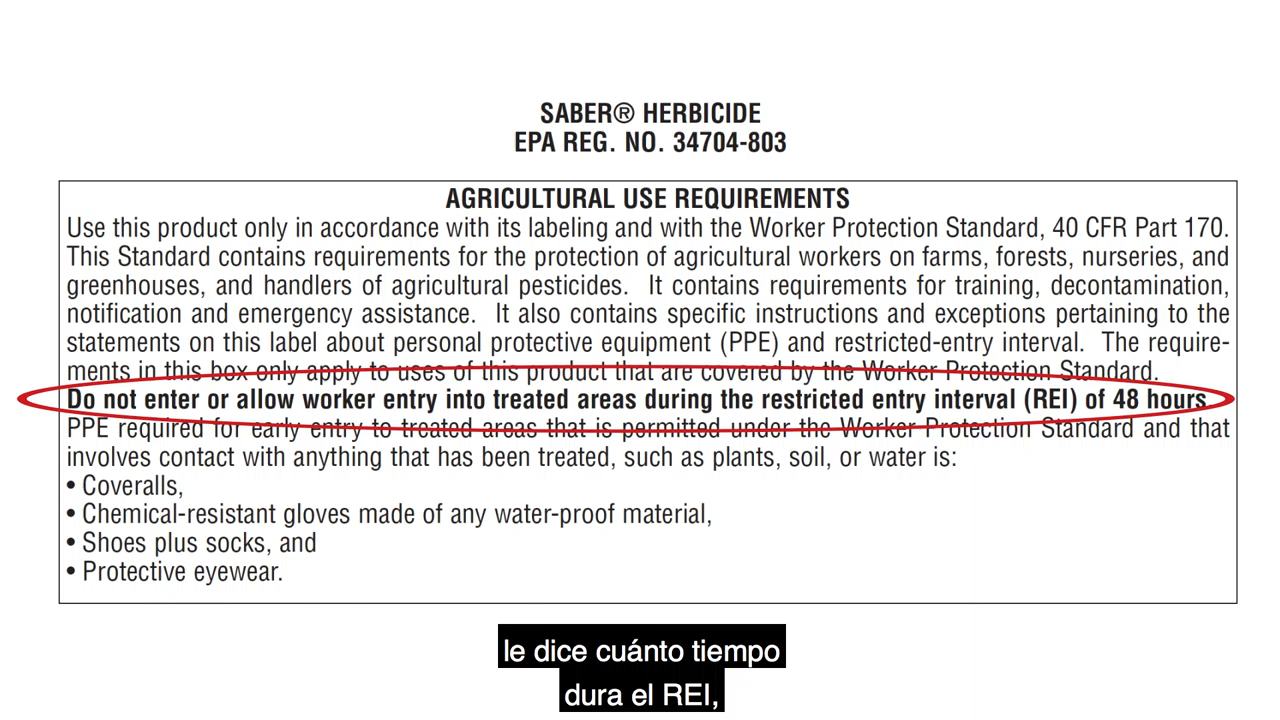 SABER® HERBICIDE
EPA REG. NO. 34704-803
AGRICULTURAL USE REQUIREMENTS
Use this product only in accordance with its labeling and with the Worker Protection Standard, 40 CFR Part 170.
This Standard contains requirements for the protection of agricultural workers on farms, forests, nurseries, and
greenhouses, and handlers of agricultural pesticides. It contains requirements for training, decontamination,
notification and emergency assistance. It also contains specific instructions and exceptions pertaining to the
statements on this label about personal protective equipment (PPE) and restricted-entry interval. The require-
ments in this box only apply to uses of this product that are covered by the Worker Protection Standard.
Do not enter or allow worker entry into treated areas during the restricted entry interval (REI) of 48 hours
PPE required for early entry to treated areas that is permitted under the Worker Protection Standard and that
involves contact with anything that has been treated, such as plants, soil, or water is:
• Coveralls,
• Chemical-resistant gloves made of any water-proof material,
• Shoes plus socks, and
• Protective eyewear.
le dice cuánto tiempo
dura el REI,